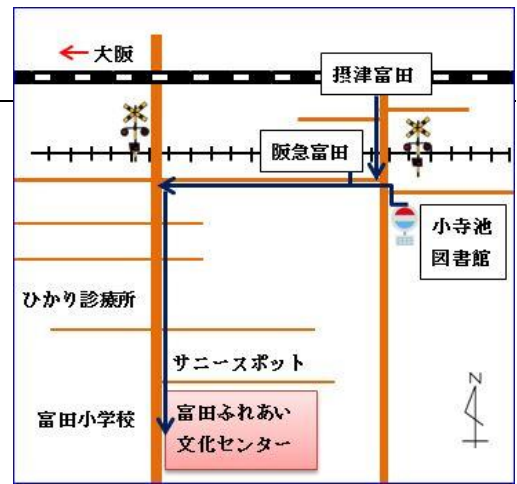 大阪
摂津富田
阪急富田
小寺池
図書館
ひかり診療所
サニースポット
富田小学校
富田ふれあい
文化センター
N